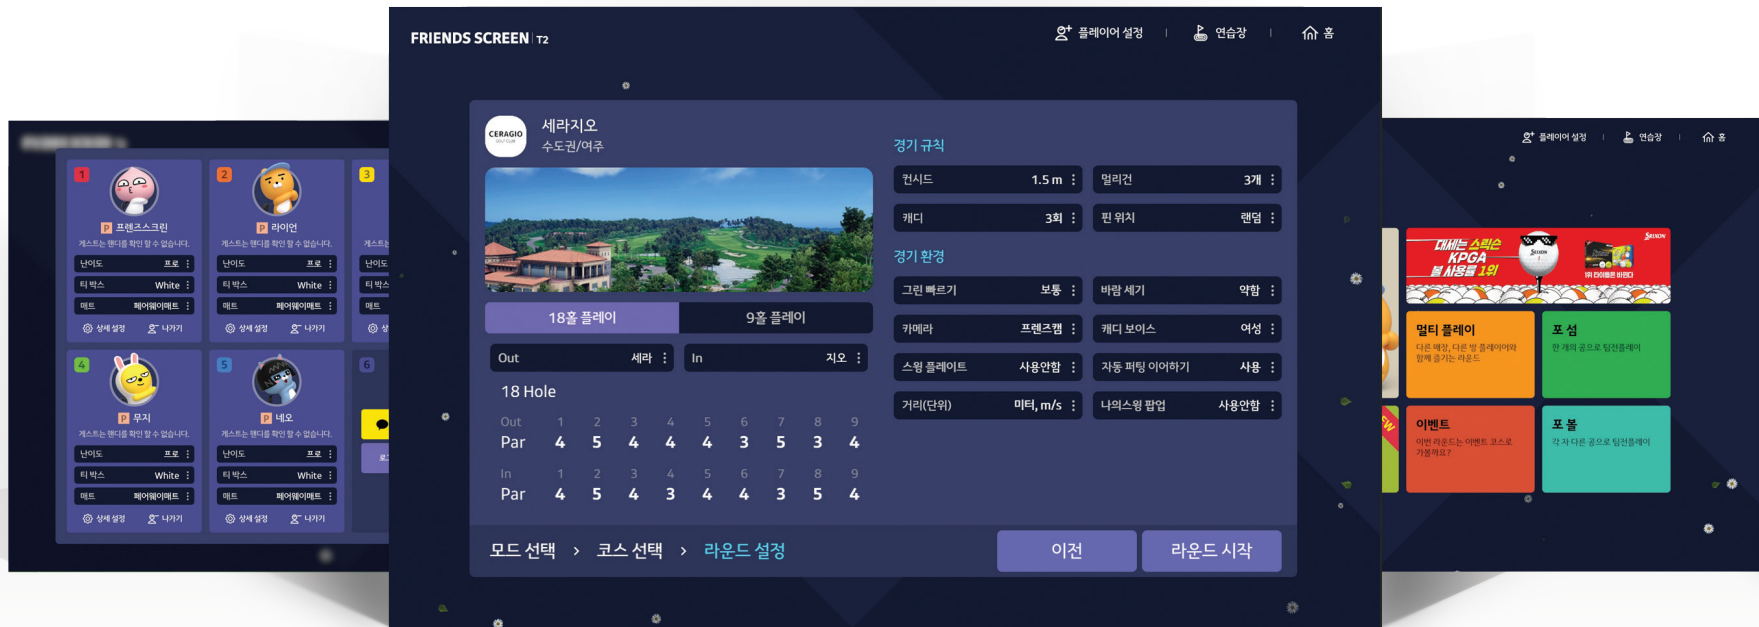 FRIENDS SCREEN T2
플레이어 설정
연습장
홈
CERAGIO
세라지오
수도권/여주
18홀 플레이
9홀 플레이
Out 세라
In 지오
18 Hole
Out 1 2 3 4 5 6 7 8 9
Par 4 5 4 4 4 3 5 3 4
In 1 2 3 4 5 6 7 8 9
Par 4 5 4 3 4 4 3 5 4
경기 규칙
컨시드 1.5 m
멀리건 3개
캐디 3회
핀 위치 랜덤
경기 환경
그린 빠르기 보통
바람 세기 약함
카메라 프렌즈캠
캐디 보이스 여성
스윙 플레이트 사용안함
자동 퍼팅 이어하기 사용
거리(단위) 미터, m/s
나의스윙 팝업 사용안함
모드 선택 > 코스 선택 > 라운드 설정
이전
라운드 시작
1
P 프렌즈스크린
게스트는 핸디를 확인 할 수 없습니다.
난이도 프로
티 박스 White
매트 페어웨이매트
상세 설정 나가기
2
P 라이언
게스트는 핸디를 확인 할 수 없습니다.
난이도 프로
티 박스 White
매트 페어웨이매트
상세 설정 나가기
3
게스트는
난이도
티 박스
매트
4
P 무지
게스트는 핸디를 확인 할 수 없습니다.
난이도 프로
티 박스 White
매트 페어웨이매트
상세 설정 나가기
5
P 네오
게스트는 핸디를 확인 할 수 없습니다.
난이도 프로
티 박스 White
매트 페어웨이매트
상세 설정 나가기
6
플레이어 설정
연습장
홈
대세는 스릭슨
KPGA
볼 사용률 1위
SRIXON
SRIXON
멀티 플레이
다른 매장, 다른 방 플레이어와
함께 즐기는 라운드
포 섬
한 개의 공으로 팀전플레이
이벤트
이번 라운드는 이벤트 코스로
가볼까요?
포 볼
각 자 다른 공으로 팀전플레이